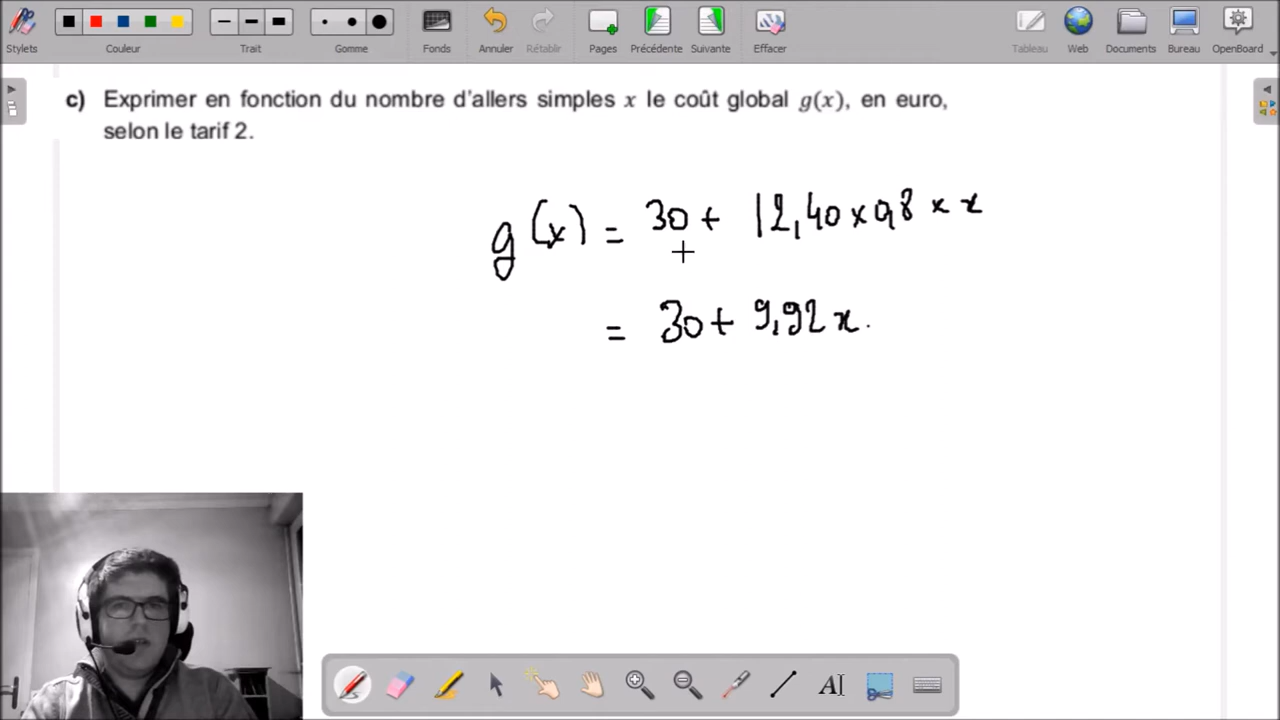 Stylets
Couleur
Trait
Gomme
Fonds
Annuler
Rétablir
Pages
Précédente
Suivante
Effacer
Tableau
Web
Documents
Bureau
OpenBoard
c) Exprimer en fonction du nombre d'allers simples x le coût global g(x), en euro,
selon le tarif 2.
g(x) = 30 + 12,40 × 0,8 × x
= 30 + 9,92 x.